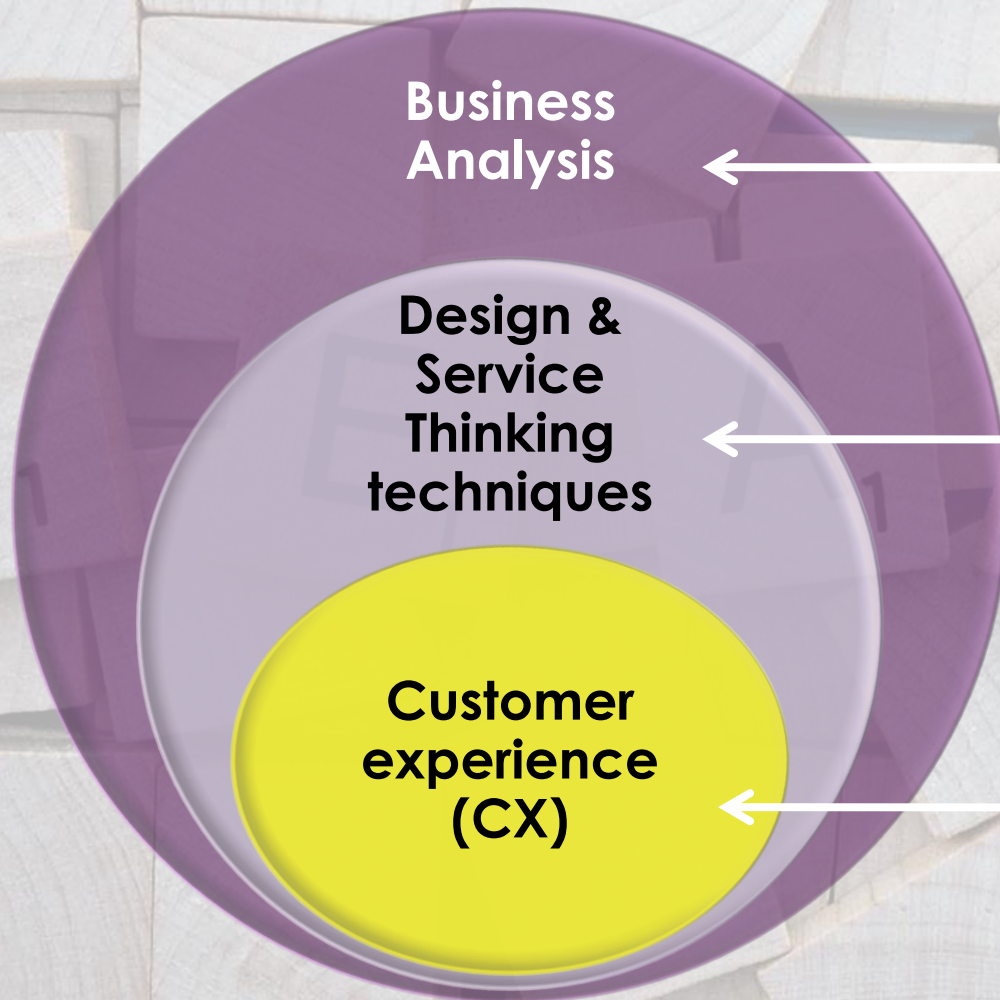 Business
Analysis
Design &
Service
Thinking
techniques
Customer
experience
(CX)